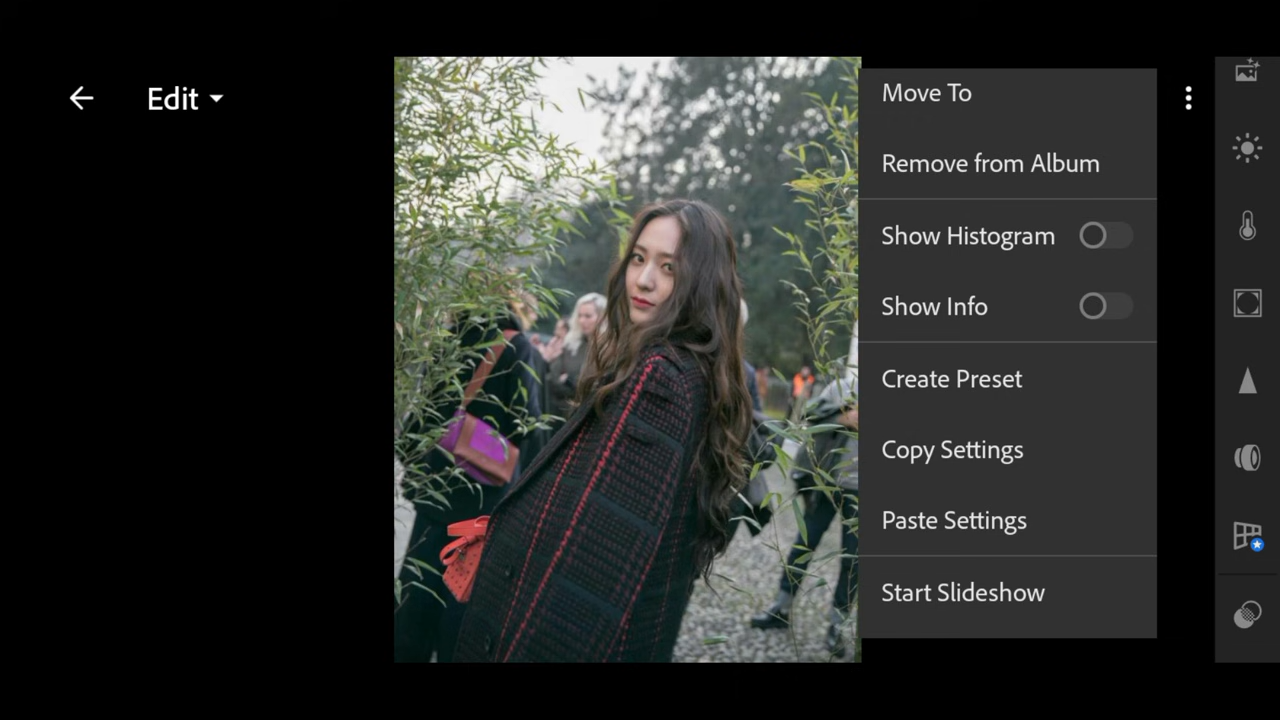 Edit
Move To
Remove from Album
Show Histogram
Show Info
Create Preset
Copy Settings
Paste Settings
Start Slideshow